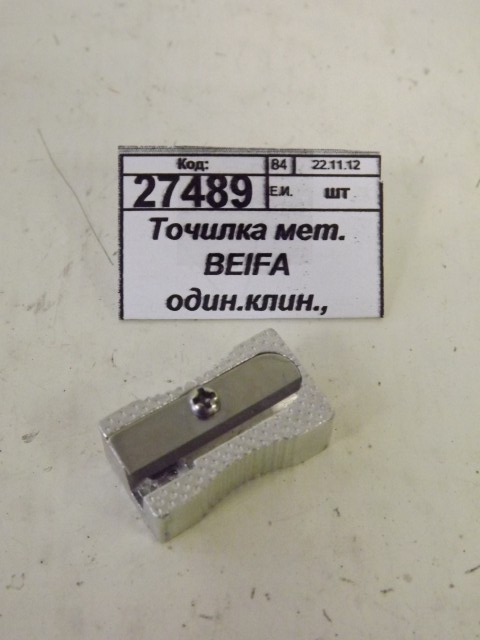 Код: 84 22.11.12
27489 Е.И. шт
Точилка мет.
BEIFA
один.клин.,